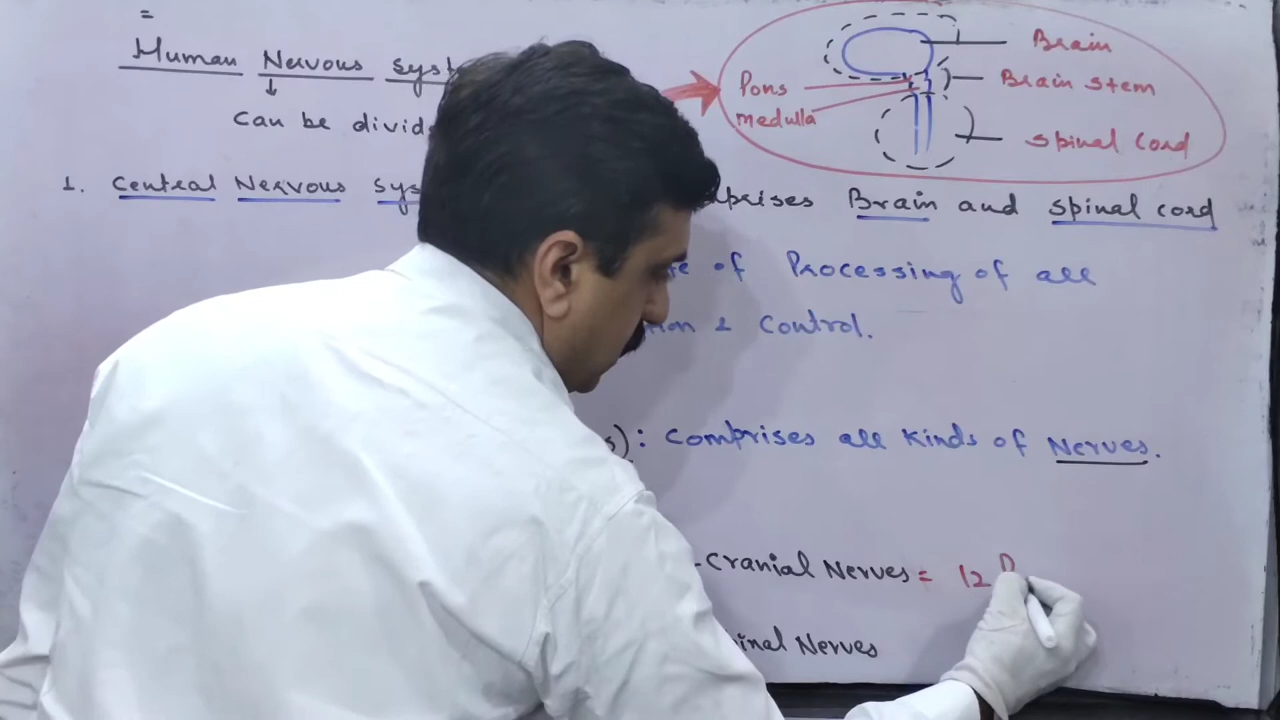 =
Human Nervous syst
Can be divid
Brain
Brain stem
Pons
medulla
spinal cord
1. Central Nervous sys
prises Brain and spinal cord
of Processing of all
& Control.
s): Comprises all kinds of Nerves.
-Cranial Nerves = 12 P
inal Nerves